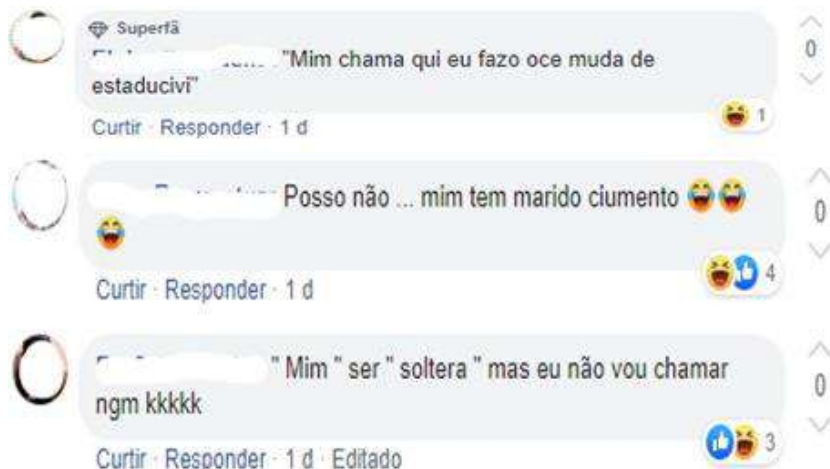 Superfã
0
"Mim chama qui eu fazo oce muda de
estaducivi"
1
Curtir · Responder · 1 d
Posso não ... mim tem marido ciumento
0
4
Curtir · Responder · 1 d
" Mim " ser " soltera " mas eu não vou chamar
0
ngm kkkkk
3
Curtir · Responder · 1 d · Editado